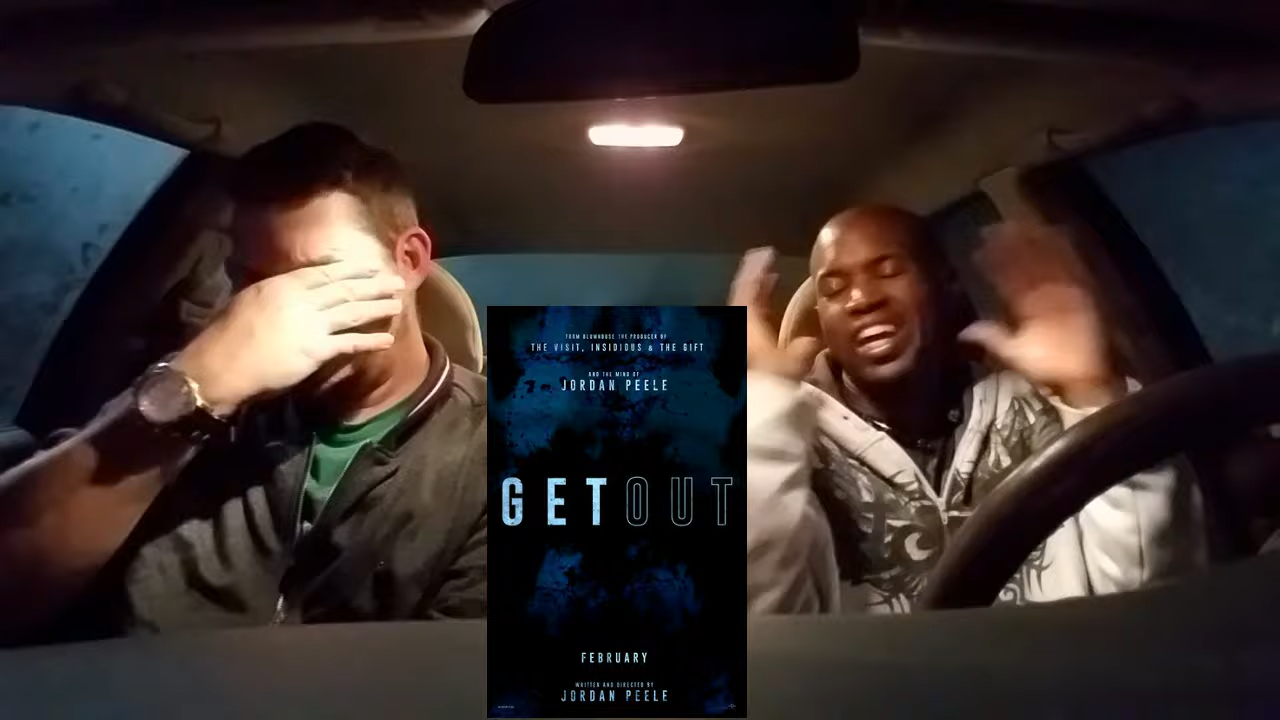 FROM BLUMHOUSE THE PRODUCER OF
THE VISIT, INSIDIOUS & THE GIFT
AND THE MIND OF
JORDAN PEELE
GET OUT
FEBRUARY
WRITTEN AND DIRECTED BY
JORDAN PEELE